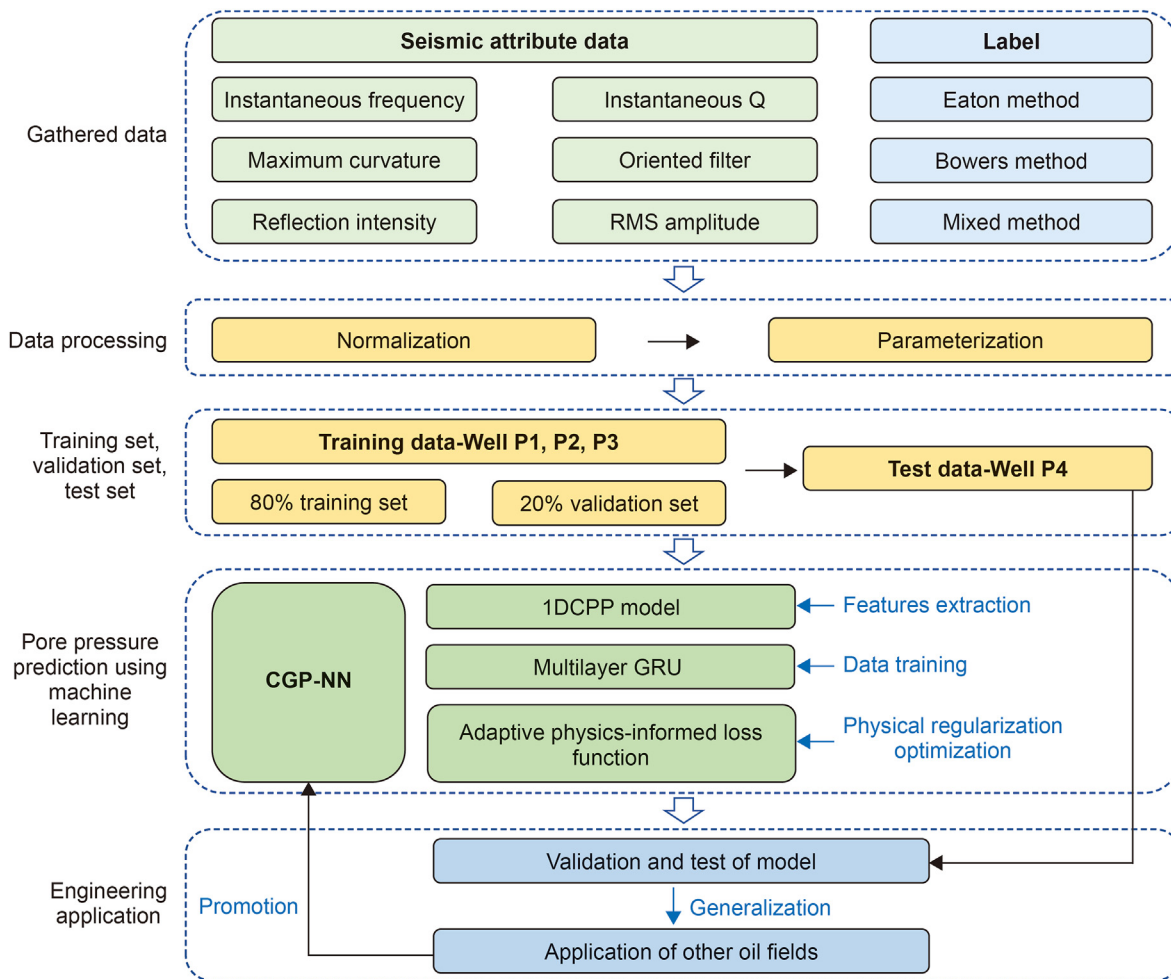 Seismic attribute data
Label
Gathered data
Instantaneous frequency
Instantaneous Q
Eaton method
Maximum curvature
Oriented filter
Bowers method
Reflection intensity
RMS amplitude
Mixed method
Data processing
Normalization
Parameterization
Training set,
validation set,
test set
Training data-Well P1, P2, P3
80% training set
20% validation set
Test data-Well P4
Pore pressure
prediction using
machine
learning
CGP-NN
1DCPP model
Features extraction
Multilayer GRU
Data training
Adaptive physics-informed loss
function
Physical regularization
optimization
Engineering
application
Promotion
Validation and test of model
Generalization
Application of other oil fields